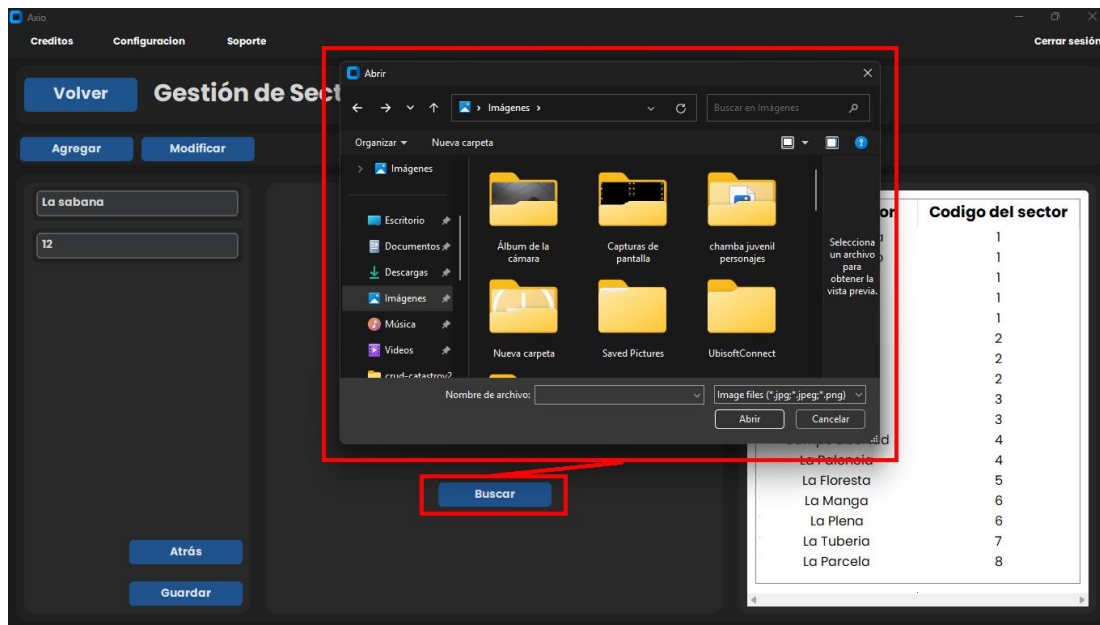 Axio
Creditos Configuracion Soporte Cerrar sesión
Volver Gestión de Sect
Agregar Modificar
La sabana
12
Abrir
Imágenes
Buscar en Imágenes
Organizar Nueva carpeta
Imágenes
Escritorio
Documentos
Descargas
Imágenes
Música
Videos
crud-catastrov2
Álbum de la cámara
Capturas de pantalla
chamba juvenil personajes
Nueva carpeta
Saved Pictures
UbisoftConnect
Selecciona un archivo para obtener la vista previa.
Nombre de archivo: Image files (*.jpg;*.jpeg;*.png)
Abrir Cancelar
Buscar
Atrás
Guardar
or Codigo del sector
1
1
1
1
1
2
2
2
3
3
4
La Palencia 4
La Floresta 5
La Manga 6
La Plena 6
La Tuberia 7
La Parcela 8